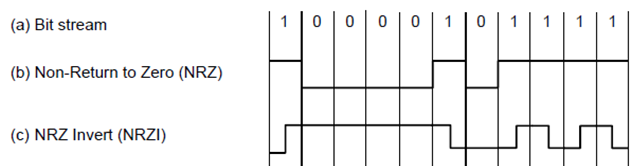 (a) Bit stream 1 0 0 0 0 1 0 1 1 1 1
(b) Non-Return to Zero (NRZ)
(c) NRZ Invert (NRZI)